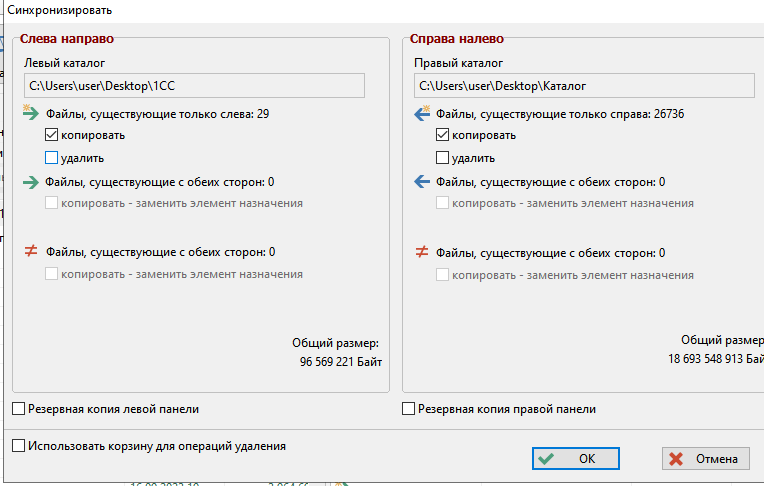 Синхронизировать
Слева направо
Левый каталог
C:\Users\user\Desktop\1CC
Файлы, существующие только слева: 29
копировать
удалить
Файлы, существующие с обеих сторон: 0
копировать - заменить элемент назначения
Файлы, существующие с обеих сторон: 0
копировать - заменить элемент назначения
Общий размер:
96 569 221 Байт
Резервная копия левой панели
Справа налево
Правый каталог
C:\Users\user\Desktop\Каталог
Файлы, существующие только справа: 26736
копировать
удалить
Файлы, существующие с обеих сторон: 0
копировать - заменить элемент назначения
Файлы, существующие с обеих сторон: 0
копировать - заменить элемент назначения
Общий размер:
18 693 548 913 Бай
Резервная копия правой панели
Использовать корзину для операций удаления
OK
Отмена